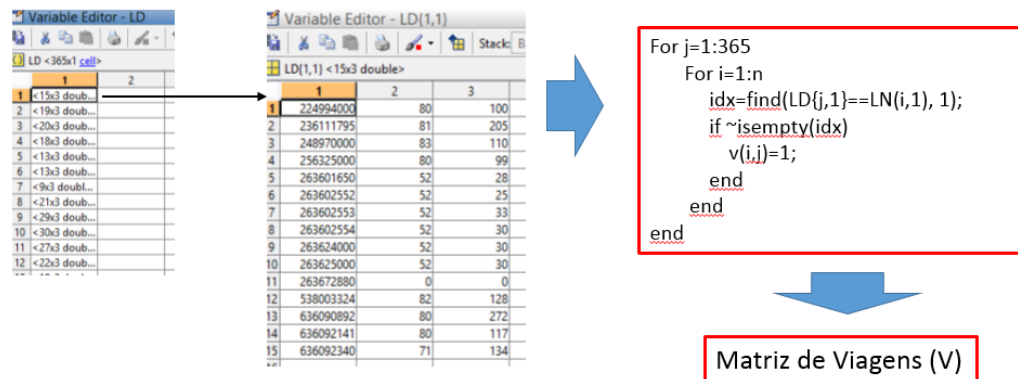 Variable Editor - LD
LD <365x1 cell>
1 2
1 <15x3 doub...
2 <19x3 doub...
3 <20x3 doub...
4 <18x3 doub...
5 <13x3 doub...
6 <13x3 doub...
7 <9x3 doubl...
8 <21x3 doub...
9 <29x3 doub...
10 <30x3 doub...
11 <27x3 doub...
12 <22x3 doub...
Variable Editor - LD{1,1}
Stack:
LD{1,1} <15x3 double>
1 2 3
1 224994000 80 100
2 236111795 81 205
3 248970000 83 110
4 256325000 80 99
5 263601650 52 28
6 263602552 52 25
7 263602553 52 33
8 263602554 52 30
9 263624000 52 30
10 263625000 52 30
11 263672880 0 0
12 538003324 82 128
13 636090892 80 272
14 636092141 80 117
15 636092340 71 134
For j=1:365
For i=1:n
idx=find(LD{j,1}==LN(i,1), 1);
if ~isempty(idx)
v(i,j)=1;
end
end
end
Matriz de Viagens (V)